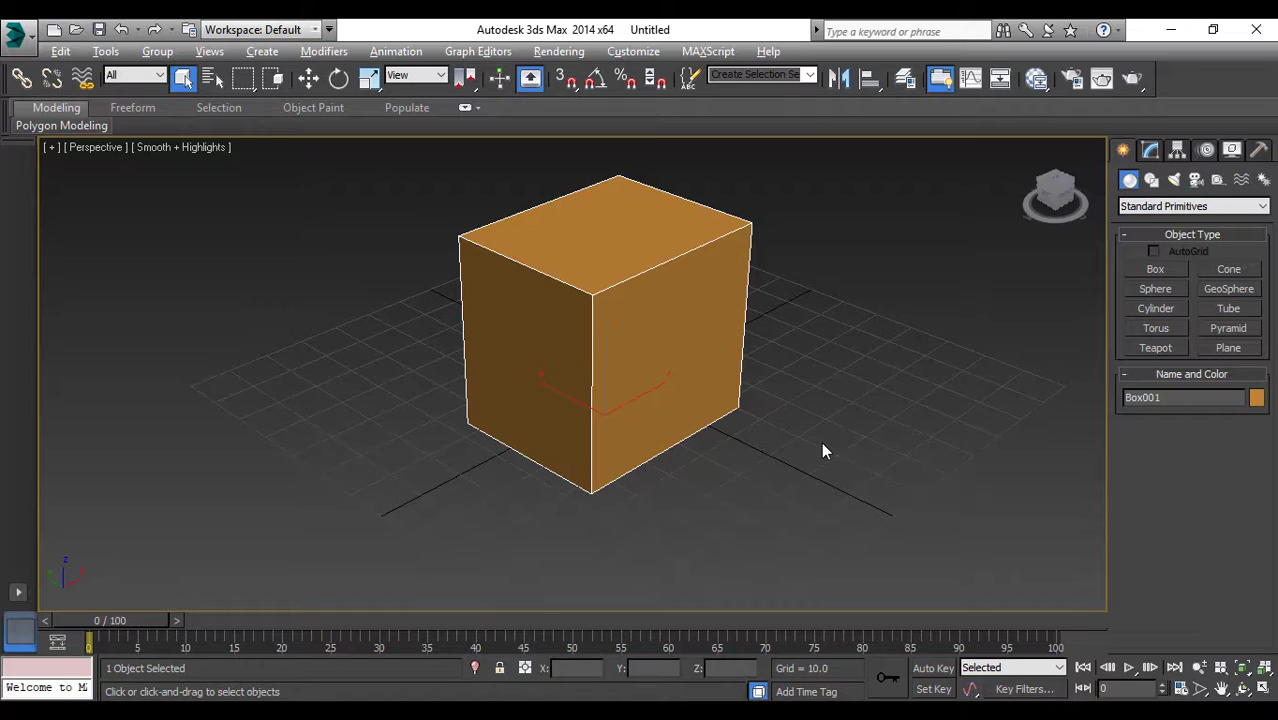 Workspace: Default
Autodesk 3ds Max 2014 x64 Untitled
Type a keyword or phrase
Edit Tools Group Views Create Modifiers Animation Graph Editors Rendering Customize MAXScript Help
All
View
3
ABC
Create Selection Se
Modeling Freeform Selection Object Paint Populate
Polygon Modeling
[ + ] [ Perspective ] [ Smooth + Highlights ]
Standard Primitives
- Object Type
AutoGrid
Box Cone
Sphere GeoSphere
Cylinder Tube
Torus Pyramid
Teapot Plane
- Name and Color
Box001
z
< 0 / 100 >
5 10 15 20 25 30 35 40 45 50 55 60 65 70 75 80 85 90 95 100
1 Object Selected X: Y: Z: Grid = 10.0 Auto Key Selected
Welcome to M Click or click-and-drag to select objects Add Time Tag Set Key Key Filters... 0